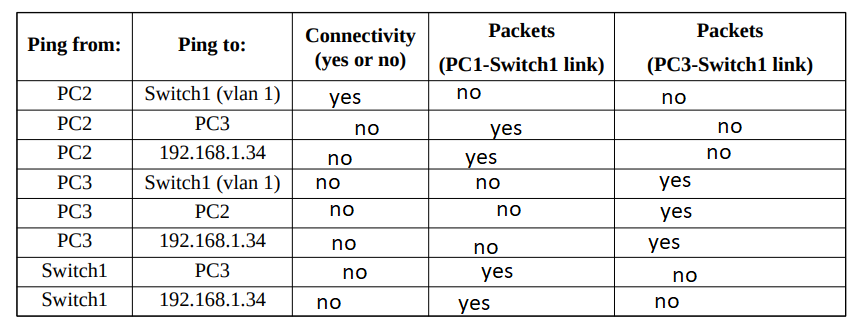 Ping from: Ping to: Connectivity (yes or no) Packets (PC1-Switch1 link) Packets (PC3-Switch1 link)
PC2 Switch1 (vlan 1) yes no no
PC2 PC3 no yes no
PC2 192.168.1.34 no yes no
PC3 Switch1 (vlan 1) no no yes
PC3 PC2 no no yes
PC3 192.168.1.34 no no yes
Switch1 PC3 no yes no
Switch1 192.168.1.34 no yes no